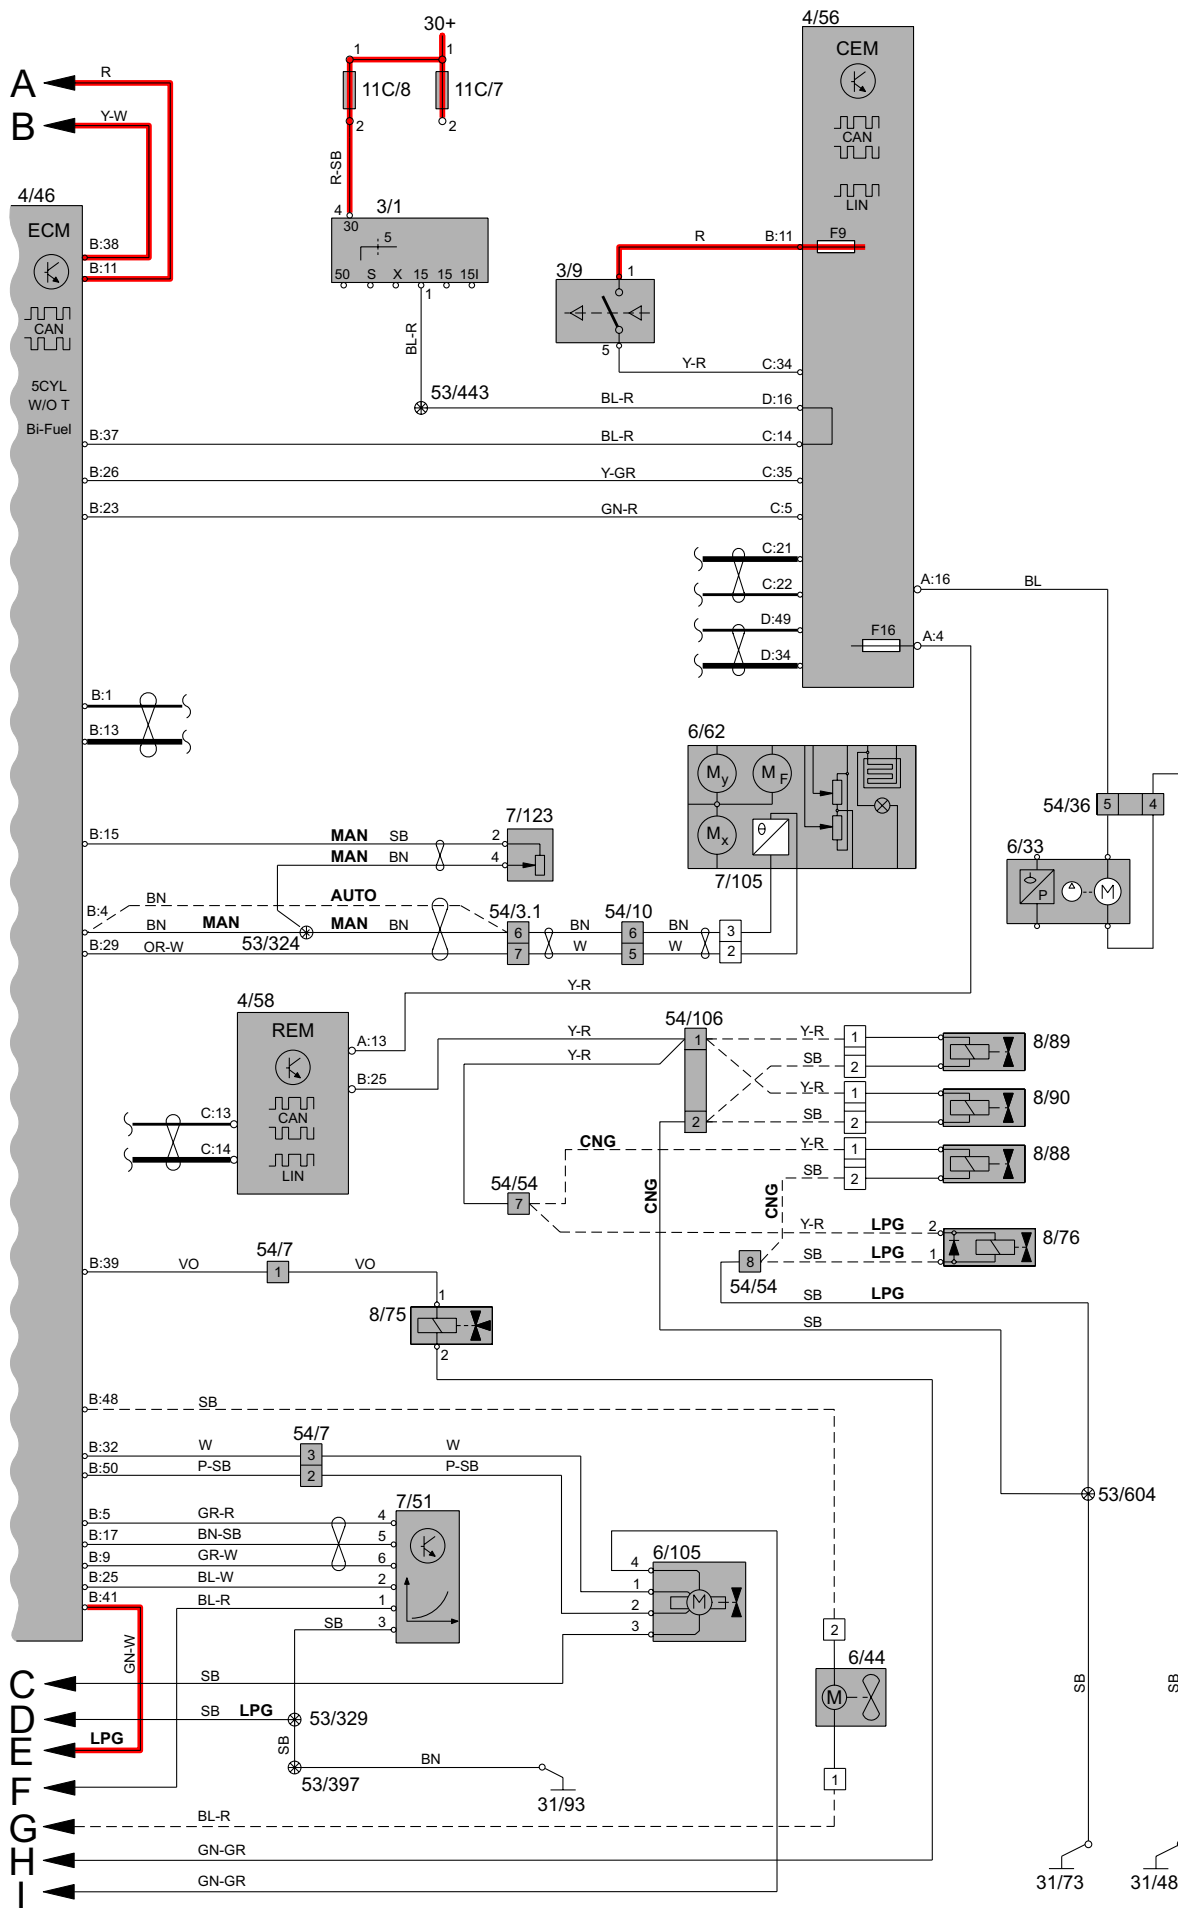 4/56
30+
CEM
A
R
1
1
11C/8
11C/7
B
Y-W
2
2
CAN
R-SB
4/46
LIN
ECM
4
3/1
30
B:38
5
R
B:11
F9
B:11
3/9
1
50 S X 15 15 15I
1
CAN
BL-R
5
Y-R
C:34
5CYL
W/O T
Bi-Fuel
53/443
BL-R
D:16
B:37
BL-R
C:14
B:26
Y-GR
C:35
B:23
GN-R
C:5
C:21
C:22
A:16
BL
D:49
F16
D:34
A:4
B:1
B:13
6/62
My
MF
54/36
5
4
7/123
B:15
MAN
SB
2
Mx
θ
MAN
BN
4
6/33
7/105
P
M
BN
AUTO
B:4
54/3.1
54/10
BN
MAN
MAN
BN
6
BN
6
BN
3
53/324
B:29
OR-W
7
W
5
W
2
Y-R
4/58
54/106
REM
Y-R
1
Y-R
1
8/89
A:13
Y-R
SB
2
B:25
Y-R
1
8/90
CAN
C:13
2
SB
2
CNG
Y-R
1
8/88
C:14
LIN
54/54
SB
2
7
CNG
CNG
Y-R
LPG
2
8/76
B:39
VO
54/7
1
VO
8
SB
LPG
1
54/54
1
SB
LPG
8/75
SB
2
B:48
SB
54/7
B:32
W
3
W
B:50
P-SB
2
P-SB
53/604
7/51
B:5
GR-R
4
B:17
BN-SB
5
6/105
B:9
GR-W
6
4
B:25
BL-W
2
1
M
B:41
BL-R
1
2
SB
3
3
2
GN-W
6/44
C
SB
M
SB
SB
D
SB
LPG
53/329
E
LPG
SB
BN
F
53/397
1
31/93
G
BL-R
H
GN-GR
31/73
31/48
I
GN-GR